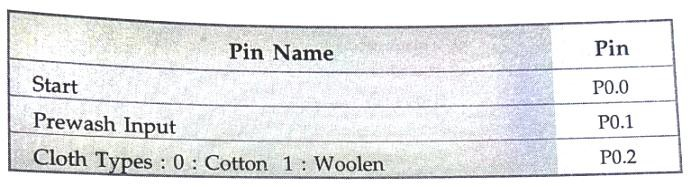 Pin Name Pin
Start P0.0
Prewash Input P0.1
Cloth Types : 0 : Cotton 1 : Woolen P0.2